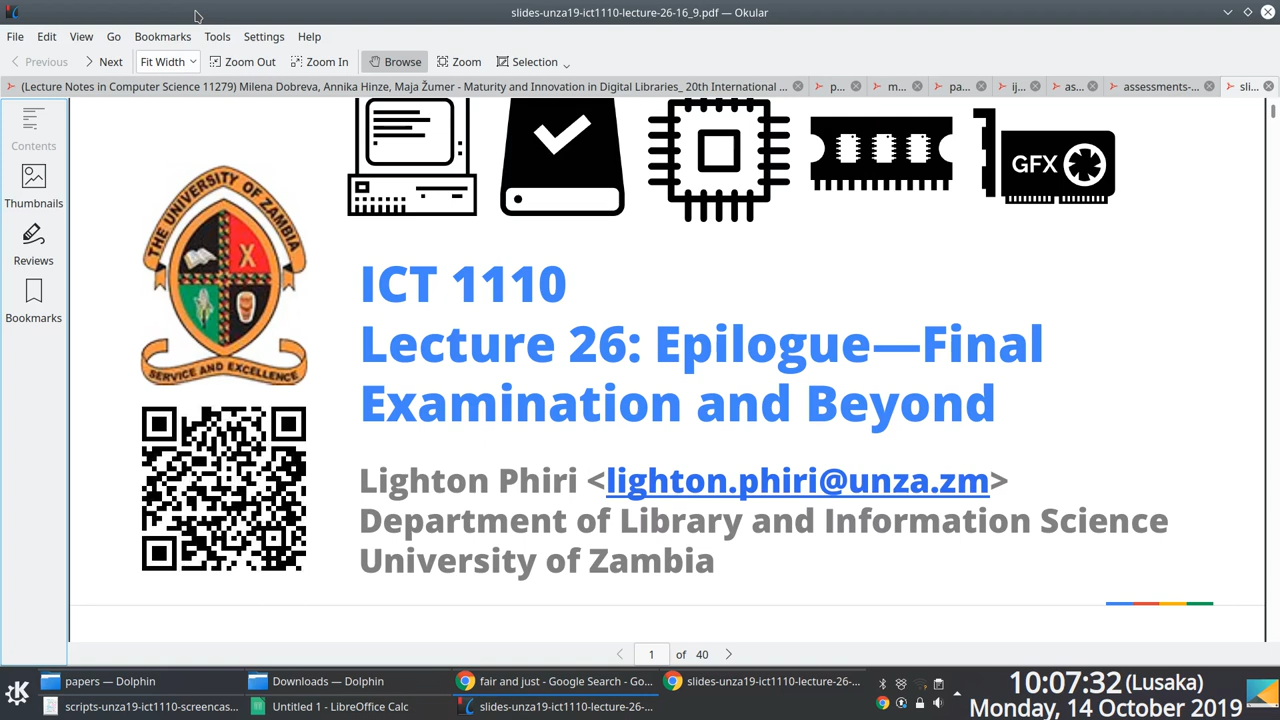 slides-unza19-ict1110-lecture-26-16_9.pdf — Okular
File Edit View Go Bookmarks Tools Settings Help
Previous Next Fit Width Zoom Out Zoom In Browse Zoom Selection
(Lecture Notes in Computer Science 11279) Milena Dobreva, Annika Hinze, Maja Žumer - Maturity and Innovation in Digital Libraries_ 20th International ... p... m... pa... ij... as... assessments-... sli...
Contents
Thumbnails
Reviews
Bookmarks
GFX
THE UNIVERSITY OF ZAMBIA
SERVICE AND EXCELLENCE
ICT 1110
Lecture 26: Epilogue—Final
Examination and Beyond
Lighton Phiri <lighton.phiri@unza.zm>
Department of Library and Information Science
University of Zambia
1 of 40
papers — Dolphin Downloads — Dolphin fair and just - Google Search - Go... slides-unza19-ict1110-lecture-26-...
scripts-unza19-ict1110-screencas... Untitled 1 - LibreOffice Calc slides-unza19-ict1110-lecture-26-...
10:07:32 (Lusaka)
Monday, 14 October 2019